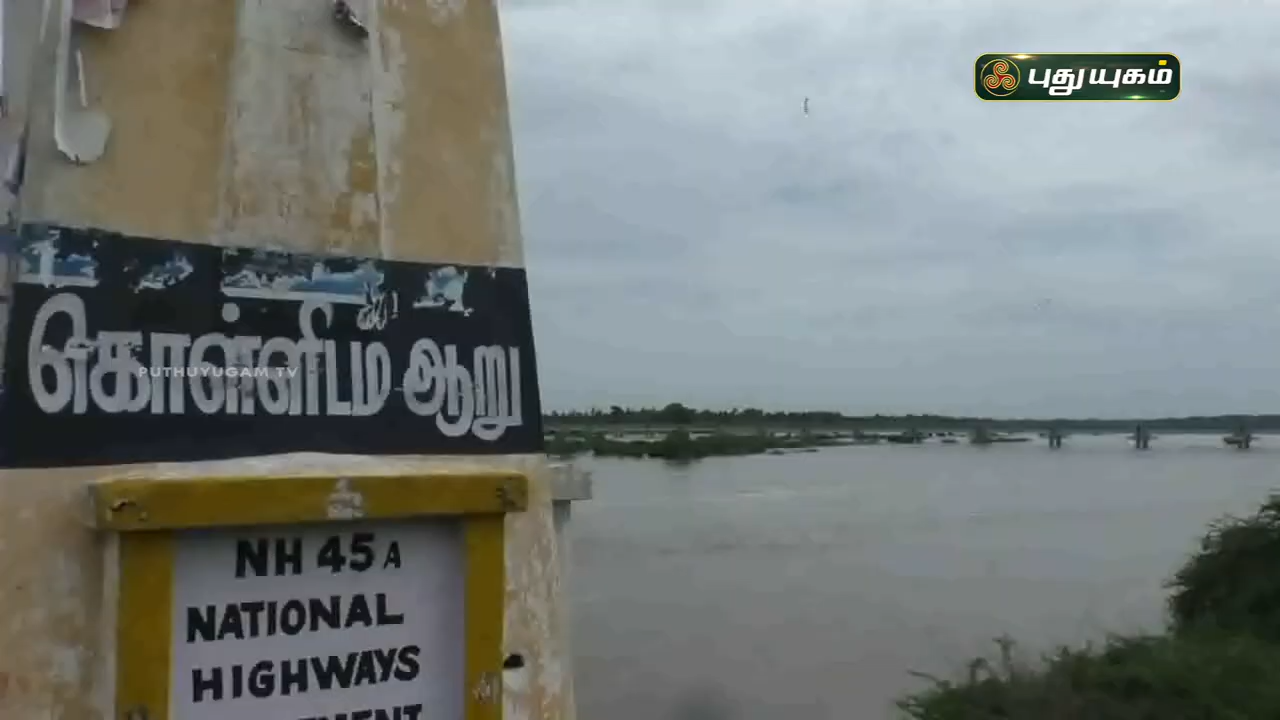 புதுயுகம்
கொள்ளிடம் ஆறு
PUTHUYUGAM TV
NH 45 A
NATIONAL
HIGHWAYS